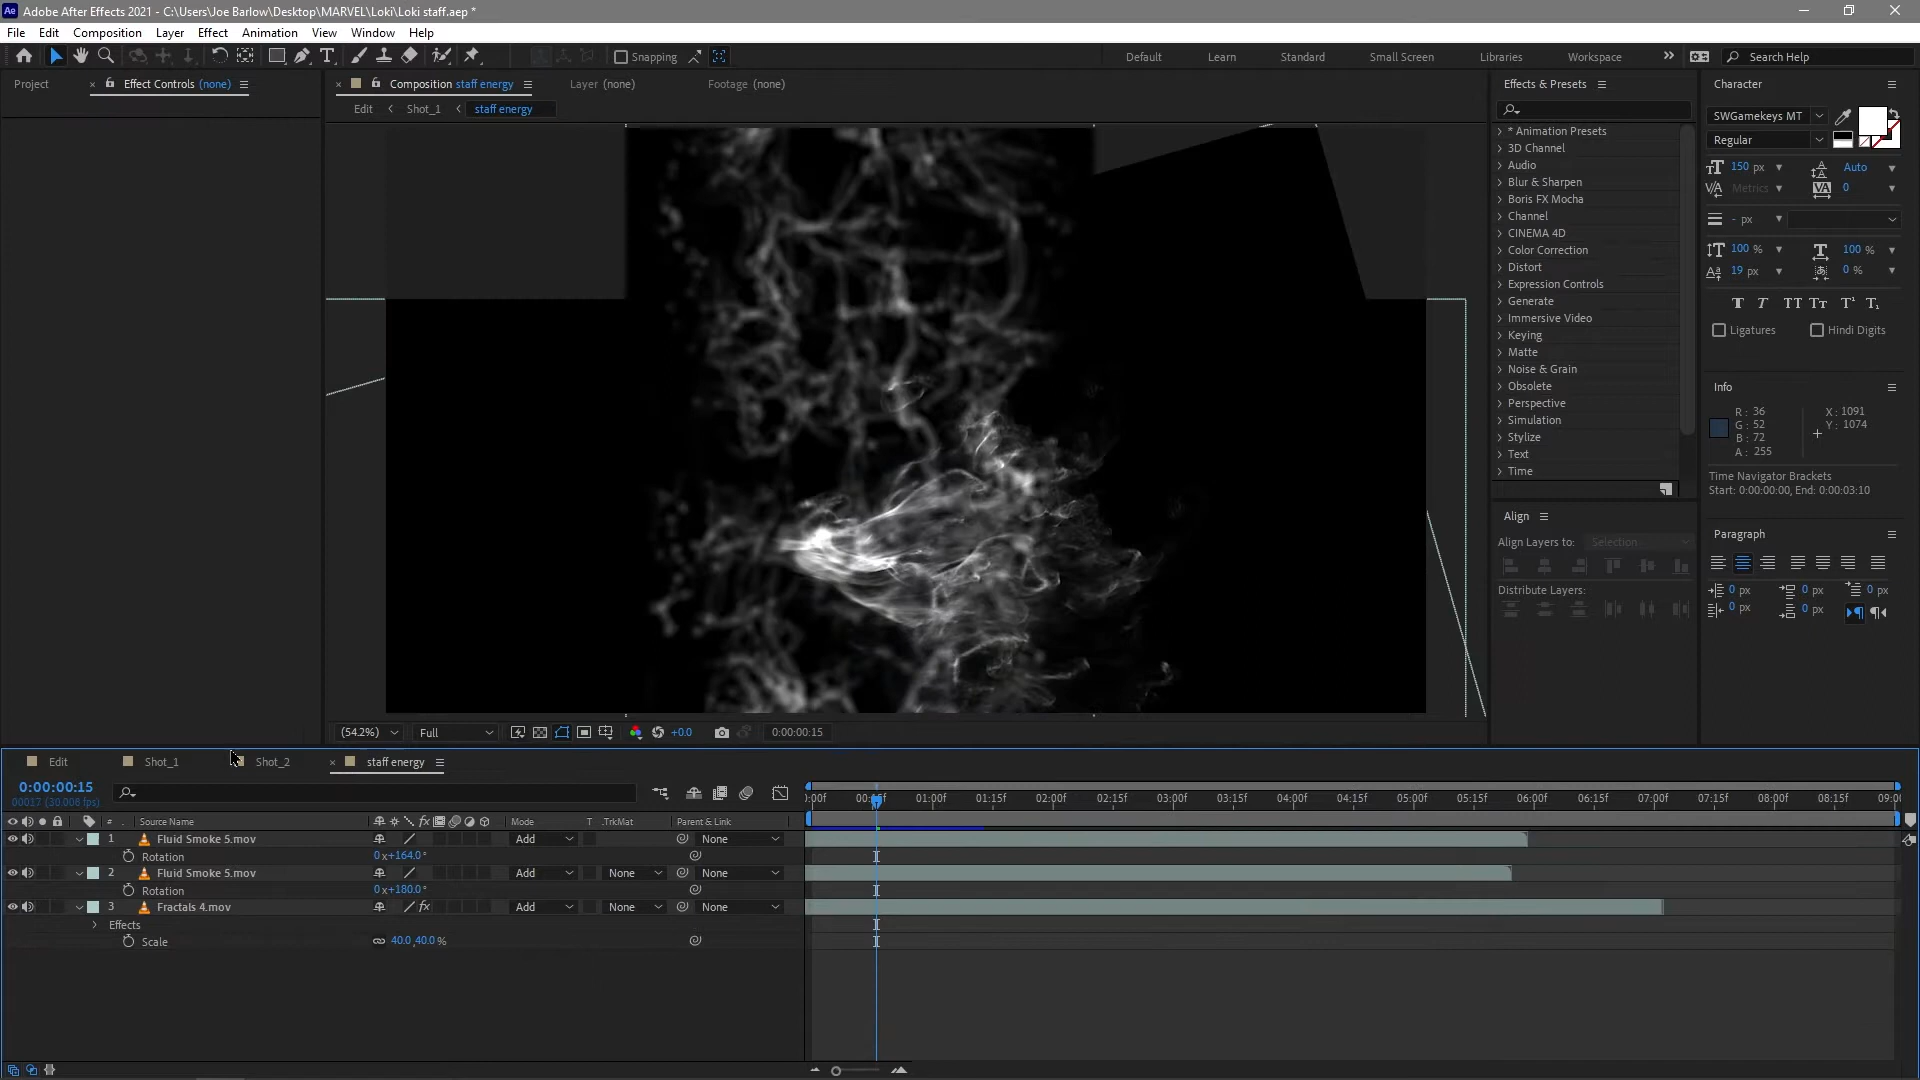 Adobe After Effects 2021 - C:\Users\Joe Barlow\Desktop\MARVEL\Loki\Loki staff.aep *
File Edit Composition Layer Effect Animation View Window Help
Snapping Default Learn Standard Small Screen Libraries Workspace Search Help
Project Effect Controls (none) Composition staff energy Layer (none) Footage (none) Effects & Presets Character
Edit Shot_1 staff energy
SWGamekeys MT
Regular
* Animation Presets
3D Channel
Audio
Blur & Sharpen
Boris FX Mocha
Channel
CINEMA 4D
Color Correction
Distort
Expression Controls
Generate
Immersive Video
Keying
Matte
Noise & Grain
Obsolete
Perspective
Simulation
Stylize
Text
Time
150 px Auto
Metrics 0
- px
100 % 100 %
19 px 0 %
Ligatures Hindi Digits
Info
R: 36 X: 1091
G: 52 Y: 1074
B: 72
A: 255
Time Navigator Brackets
Start: 0:00:00:00, End: 0:00:03:10
Align
Align Layers to: Selection
Distribute Layers:
Paragraph
0 px 0 px 0 px
0 px 0 px
(54.2%) Full +0.0 0:00:00:15
Edit Shot_1 Shot_2 staff energy
0:00:00:15
00017 (30.008 fps)
:00f 01:00f 01:15f 02:00f 02:15f 03:00f 03:15f 04:00f 04:15f 05:00f 05:15f 06:00f 06:15f 07:00f 07:15f 08:00f 08:15f 09:0
# Source Name Mode T TrkMat Parent & Link
1 Fluid Smoke 5.mov Add None
Rotation 0x+164.0°
2 Fluid Smoke 5.mov Add None None
Rotation 0x+180.0°
3 Fractals 4.mov Add None None
Effects
Scale 40.0,40.0 %